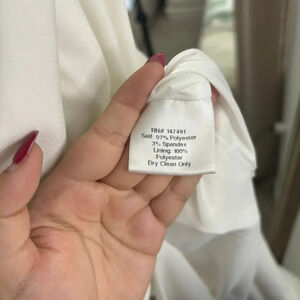 RN# 147491
Self: 97% Polyester
3% Spandex
Lining: 100%
Polyester
Dry Clean Only